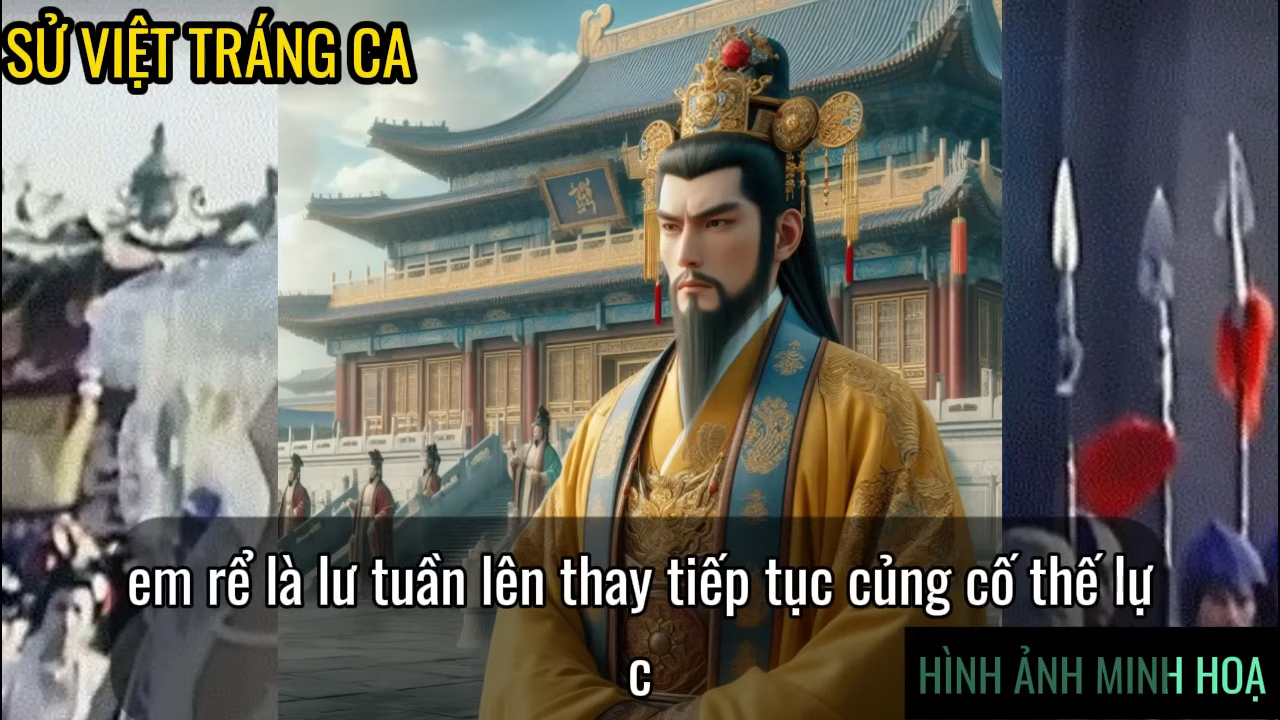 SỬ VIỆT TRÁNG CA
em rể là lư tuần lên thay tiếp tục củng cố thế lự
c
HÌNH ẢNH MINH HOẠ